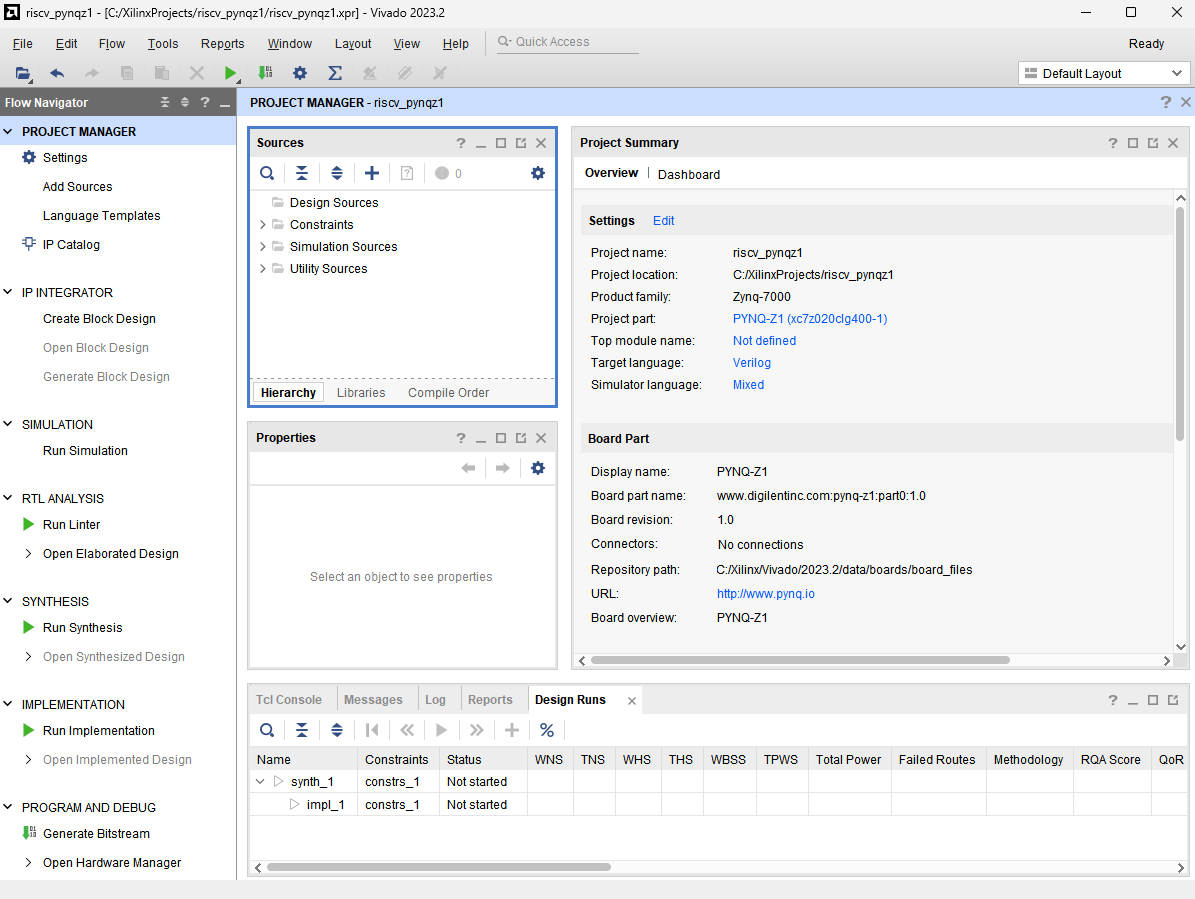 riscv_pynqz1 - [C:/XilinxProjects/riscv_pynqz1/riscv_pynqz1.xpr] - Vivado 2023.2
File Edit Flow Tools Reports Window Layout View Help Quick Access Ready
Default Layout
Flow Navigator
PROJECT MANAGER
Settings
Add Sources
Language Templates
IP Catalog
IP INTEGRATOR
Create Block Design
Open Block Design
Generate Block Design
SIMULATION
Run Simulation
RTL ANALYSIS
Run Linter
Open Elaborated Design
SYNTHESIS
Run Synthesis
Open Synthesized Design
IMPLEMENTATION
Run Implementation
Open Implemented Design
PROGRAM AND DEBUG
Generate Bitstream
Open Hardware Manager
PROJECT MANAGER - riscv_pynqz1
Sources
0
Design Sources
Constraints
Simulation Sources
Utility Sources
Hierarchy Libraries Compile Order
Properties
Select an object to see properties
Project Summary
Overview | Dashboard
Settings Edit
Project name: riscv_pynqz1
Project location: C:/XilinxProjects/riscv_pynqz1
Product family: Zynq-7000
Project part: PYNQ-Z1 (xc7z020clg400-1)
Top module name: Not defined
Target language: Verilog
Simulator language: Mixed
Board Part
Display name: PYNQ-Z1
Board part name: www.digilentinc.com:pynq-z1:part0:1.0
Board revision: 1.0
Connectors: No connections
Repository path: C:/Xilinx/Vivado/2023.2/data/boards/board_files
URL: http://www.pynq.io
Board overview: PYNQ-Z1
Tcl Console Messages Log Reports Design Runs
Name Constraints Status WNS TNS WHS THS WBSS TPWS Total Power Failed Routes Methodology RQA Score QoR
synth_1 constrs_1 Not started
impl_1 constrs_1 Not started